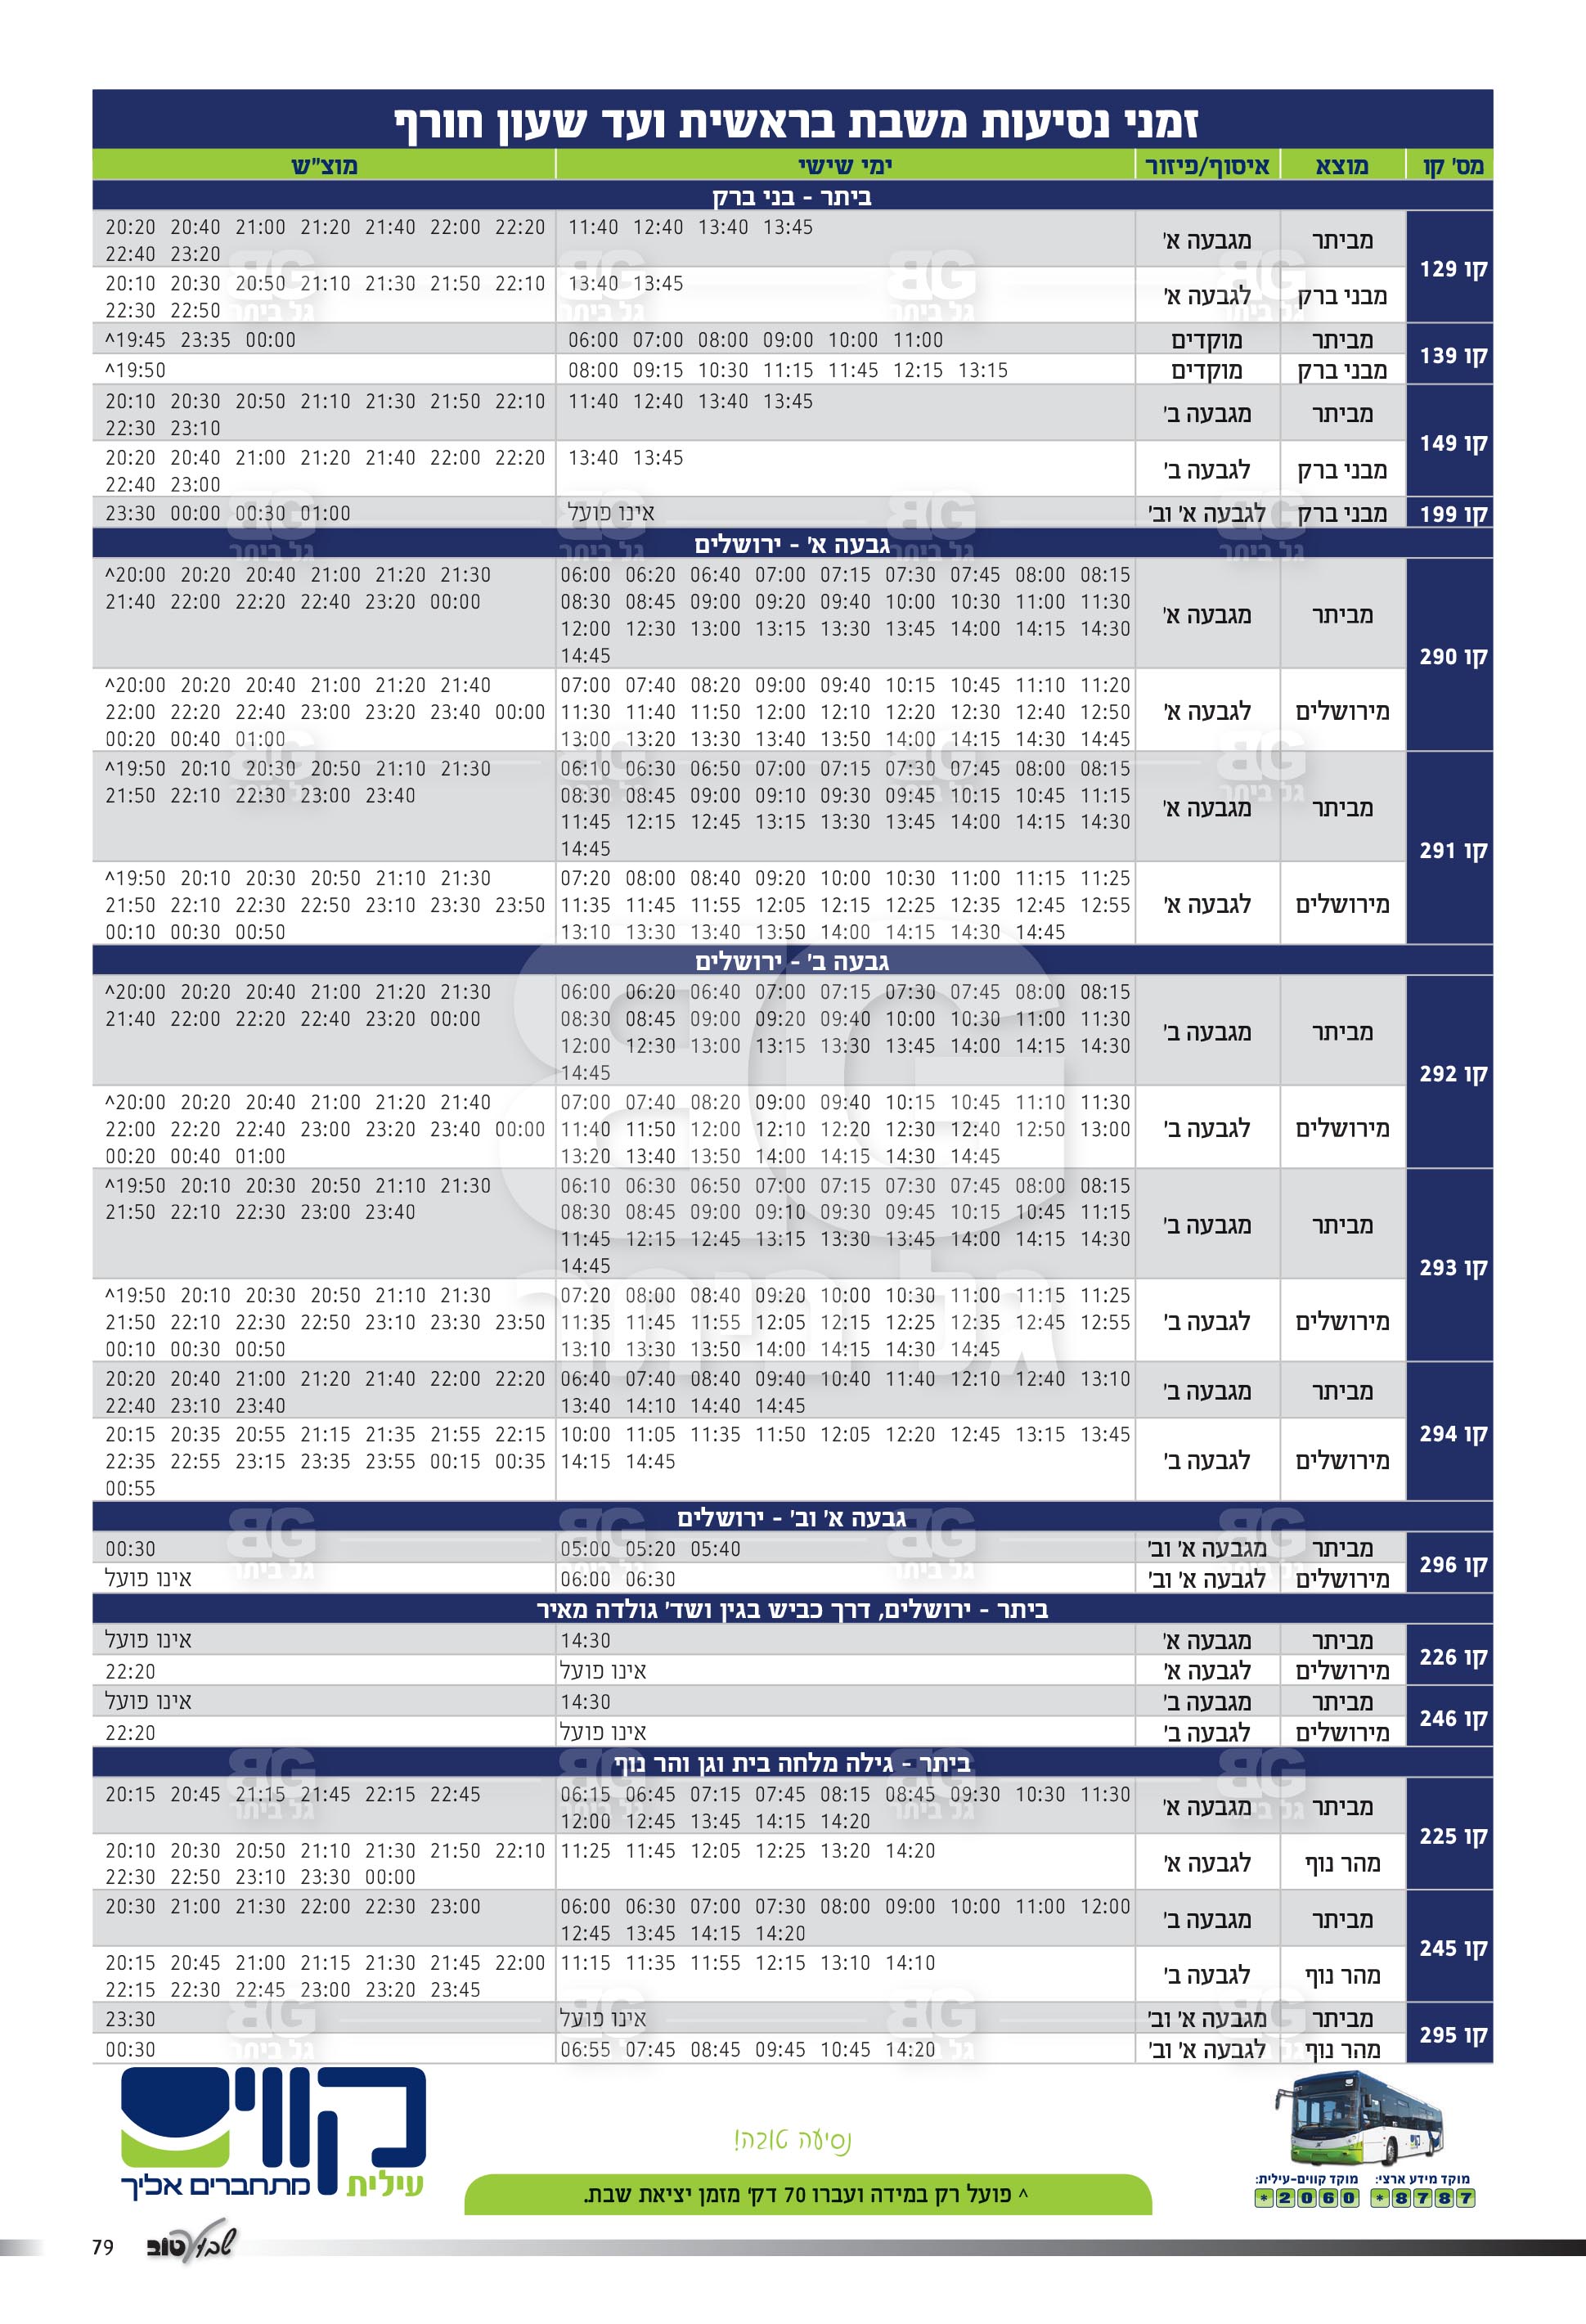 זמני נסיעות משבת בראשית ועד שעון חורף
מס' קו מוצא איסוף/פיזור ימי שישי מוצ"ש
ביתר - בני ברק
קו 129
מביתר מגבעה א'
11:40 12:40 13:40 13:45
20:20 20:40 21:00 21:20 21:40 22:00 22:20
22:40 23:20
מבני ברק לגבעה א'
13:40 13:45
20:10 20:30 20:50 21:10 21:30 21:50 22:10
22:30 22:50
קו 139
מביתר מוקדים
06:00 07:00 08:00 09:00 10:00 11:00
^19:45 23:35 00:00
מבני ברק מוקדים
08:00 09:15 10:30 11:15 11:45 12:15 13:15
^19:50
קו 149
מביתר מגבעה ב'
11:40 12:40 13:40 13:45
20:10 20:30 20:50 21:10 21:30 21:50 22:10
22:30 23:10
מבני ברק לגבעה ב'
13:40 13:45
20:20 20:40 21:00 21:20 21:40 22:00 22:20
22:40 23:00
קו 199
מבני ברק לגבעה א' וב'
אינו פועל
23:30 00:00 00:30 01:00
גבעה א' - ירושלים
קו 290
מביתר מגבעה א'
06:00 06:20 06:40 07:00 07:15 07:30 07:45 08:00 08:15
08:30 08:45 09:00 09:20 09:40 10:00 10:30 11:00 11:30
12:00 12:30 13:00 13:15 13:30 13:45 14:00 14:15 14:30
14:45
^20:00 20:20 20:40 21:00 21:20 21:30
21:40 22:00 22:20 22:40 23:20 00:00
מירושלים לגבעה א'
07:00 07:40 08:20 09:00 09:40 10:15 10:45 11:10 11:20
11:30 11:40 11:50 12:00 12:10 12:20 12:30 12:40 12:50
13:00 13:20 13:30 13:40 13:50 14:00 14:15 14:30 14:45
^20:00 20:20 20:40 21:00 21:20 21:40
22:00 22:20 22:40 23:00 23:20 23:40 00:00
00:20 00:40 01:00
קו 291
מביתר מגבעה א'
06:10 06:30 06:50 07:00 07:15 07:30 07:45 08:00 08:15
08:30 08:45 09:00 09:10 09:30 09:45 10:15 10:45 11:15
11:45 12:15 12:45 13:15 13:30 13:45 14:00 14:15 14:30
14:45
^19:50 20:10 20:30 20:50 21:10 21:30
21:50 22:10 22:30 23:00 23:40
מירושלים לגבעה א'
07:20 08:00 08:40 09:20 10:00 10:30 11:00 11:15 11:25
11:35 11:45 11:55 12:05 12:15 12:25 12:35 12:45 12:55
13:10 13:30 13:40 13:50 14:00 14:15 14:30 14:45
^19:50 20:10 20:30 20:50 21:10 21:30
21:50 22:10 22:30 22:50 23:10 23:30 23:50
00:10 00:30 00:50
גבעה ב' - ירושלים
קו 292
מביתר מגבעה ב'
06:00 06:20 06:40 07:00 07:15 07:30 07:45 08:00 08:15
08:30 08:45 09:00 09:20 09:40 10:00 10:30 11:00 11:30
12:00 12:30 13:00 13:15 13:30 13:45 14:00 14:15 14:30
14:45
^20:00 20:20 20:40 21:00 21:20 21:30
21:40 22:00 22:20 22:40 23:20 00:00
מירושלים לגבעה ב'
07:00 07:40 08:20 09:00 09:40 10:15 10:45 11:10 11:30
11:40 11:50 12:00 12:10 12:20 12:30 12:40 12:50 13:00
13:20 13:40 13:50 14:00 14:15 14:30 14:45
^20:00 20:20 20:40 21:00 21:20 21:40
22:00 22:20 22:40 23:00 23:20 23:40 00:00
00:20 00:40 01:00
קו 293
מביתר מגבעה ב'
06:10 06:30 06:50 07:00 07:15 07:30 07:45 08:00 08:15
08:30 08:45 09:00 09:10 09:30 09:45 10:15 10:45 11:15
11:45 12:15 12:45 13:15 13:30 13:45 14:00 14:15 14:30
14:45
^19:50 20:10 20:30 20:50 21:10 21:30
21:50 22:10 22:30 23:00 23:40
מירושלים לגבעה ב'
07:20 08:00 08:40 09:20 10:00 10:30 11:00 11:15 11:25
11:35 11:45 11:55 12:05 12:15 12:25 12:35 12:45 12:55
13:10 13:30 13:50 14:00 14:15 14:30 14:45
^19:50 20:10 20:30 20:50 21:10 21:30
21:50 22:10 22:30 22:50 23:10 23:30 23:50
00:10 00:30 00:50
קו 294
מביתר מגבעה ב'
06:40 07:40 08:40 09:40 10:40 11:40 12:10 12:40 13:10
13:40 14:10 14:40 14:45
20:20 20:40 21:00 21:20 21:40 22:00 22:20
22:40 23:10 23:40
מירושלים לגבעה ב'
10:00 11:05 11:35 11:50 12:05 12:20 12:45 13:15 13:45
14:15 14:45
20:15 20:35 20:55 21:15 21:35 21:55 22:15
22:35 22:55 23:15 23:35 23:55 00:15 00:35
00:55
גבעה א' וב' - ירושלים
קו 296
מביתר מגבעה א' וב'
05:00 05:20 05:40
00:30
מירושלים לגבעה א' וב'
06:00 06:30
אינו פועל
ביתר - ירושלים, דרך כביש בגין ושד' גולדה מאיר
קו 226
מביתר מגבעה א'
14:30
אינו פועל
מירושלים לגבעה א'
אינו פועל
22:20
קו 246
מביתר מגבעה ב'
14:30
אינו פועל
מירושלים לגבעה ב'
אינו פועל
22:20
ביתר - גילה מלחה בית וגן והר נוף
קו 225
מביתר מגבעה א'
06:15 06:45 07:15 07:45 08:15 08:45 09:30 10:30 11:30
12:00 12:45 13:45 14:15 14:20
20:15 20:45 21:15 21:45 22:15 22:45
מהר נוף לגבעה א'
11:25 11:45 12:05 12:25 13:20 14:20
20:10 20:30 20:50 21:10 21:30 21:50 22:10
22:30 22:50 23:10 23:30 00:00
קו 245
מביתר מגבעה ב'
06:00 06:30 07:00 07:30 08:00 09:00 10:00 11:00 12:00
12:45 13:45 14:15 14:20
20:30 21:00 21:30 22:00 22:30 23:00
מהר נוף לגבעה ב'
11:15 11:35 11:55 12:15 13:10 14:10
20:15 20:45 21:00 21:15 21:30 21:45 22:00
22:15 22:30 22:45 23:00 23:20 23:45
קו 295
מביתר מגבעה א' וב'
אינו פועל
23:30
מהר נוף לגבעה א' וב'
06:55 07:45 08:45 09:45 10:45 14:20
00:30
BG
גל ביתר
נסיעה טובה!
^ פועל רק במידה ועברו 70 דק' מזמן יציאת שבת.
מוקד מידע ארצי: מוקד קווים-עילית:
*8787 *2060
קווים
עילית מתחברים אליך
שבוע טוב 79